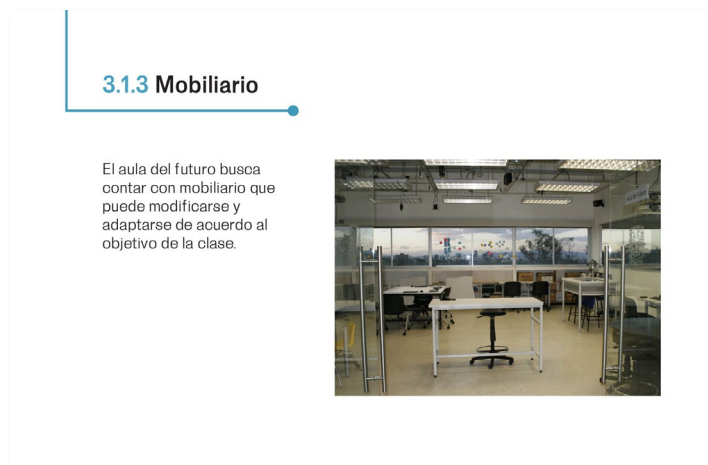 3.1.3 Mobiliario
El aula del futuro busca
contar con mobiliario que
puede modificarse y
adaptarse de acuerdo al
objetivo de la clase.